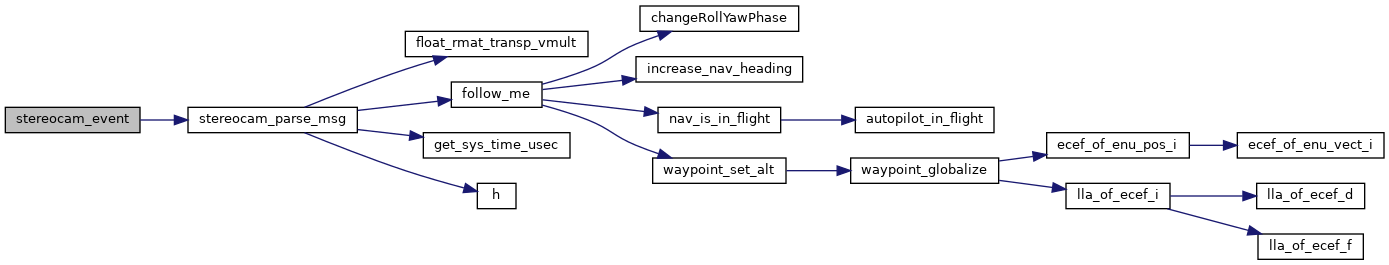 stereocam_event
stereocam_parse_msg
float_rmat_transp_vmult
follow_me
get_sys_time_usec
h
changeRollYawPhase
increase_nav_heading
nav_is_in_flight
waypoint_set_alt
autopilot_in_flight
waypoint_globalize
ecef_of_enu_pos_i
lla_of_ecef_i
ecef_of_enu_vect_i
lla_of_ecef_d
lla_of_ecef_f